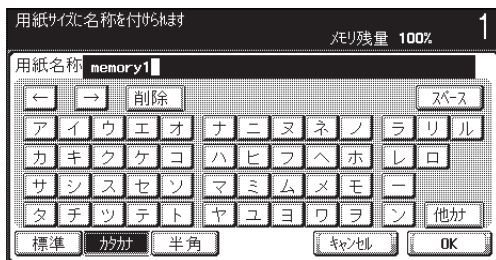 用紙サイズに名称を付けられます
メモリ残量 100% 1
用紙名称 memory1
← → 削除 スペース
ア イ ウ エ オ ナ ニ ヌ ネ ノ ラ リ ル
カ キ ク ケ コ ハ ヒ フ ヘ ホ レ ロ
サ シ ス セ ソ マ ミ ム メ モ ー
タ チ ツ テ ト ヤ ユ ヨ ワ ヲ ン 他カナ
標準 カタカナ 半角 キャンセル OK